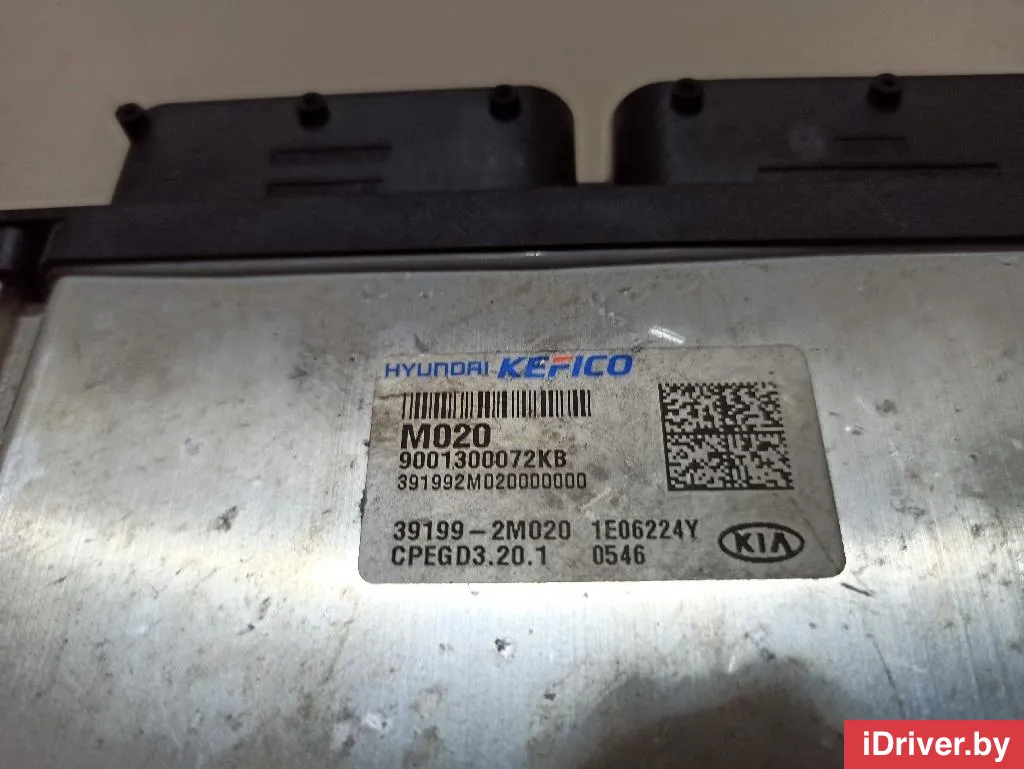 HYUNDAI KEFICO
M020
9001300072KB
391992M020000000
39199-2M020 1E06224Y
CPEGD3.20.1 0546
KIA
iDriver.by